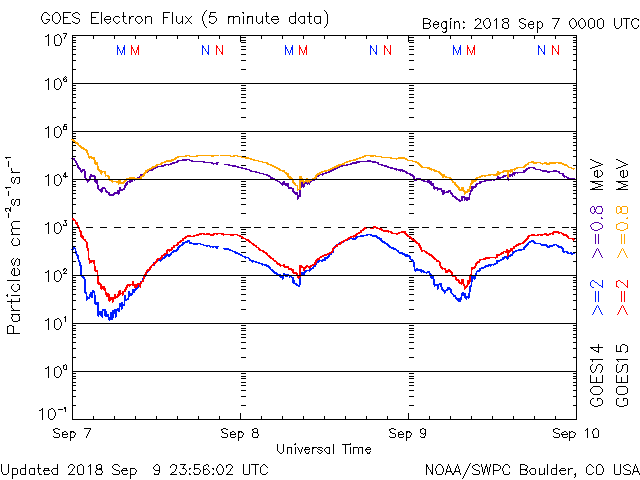 GOES Electron Flux (5 minute data)
Begin: 2018 Sep 7 0000 UTC
M M N N M M N N M M N N
10⁷
10⁶
10⁵
10⁴
10³
10²
10¹
10⁰
10⁻¹
Particles cm⁻²s⁻¹sr⁻¹
Sep 7 Sep 8 Sep 9 Sep 10
Universal Time
GOES14 >=2 >=0.8 MeV
GOES15 >=2 >=0.8 MeV
Updated 2018 Sep 9 23:56:02 UTC
NOAA/SWPC Boulder, CO USA